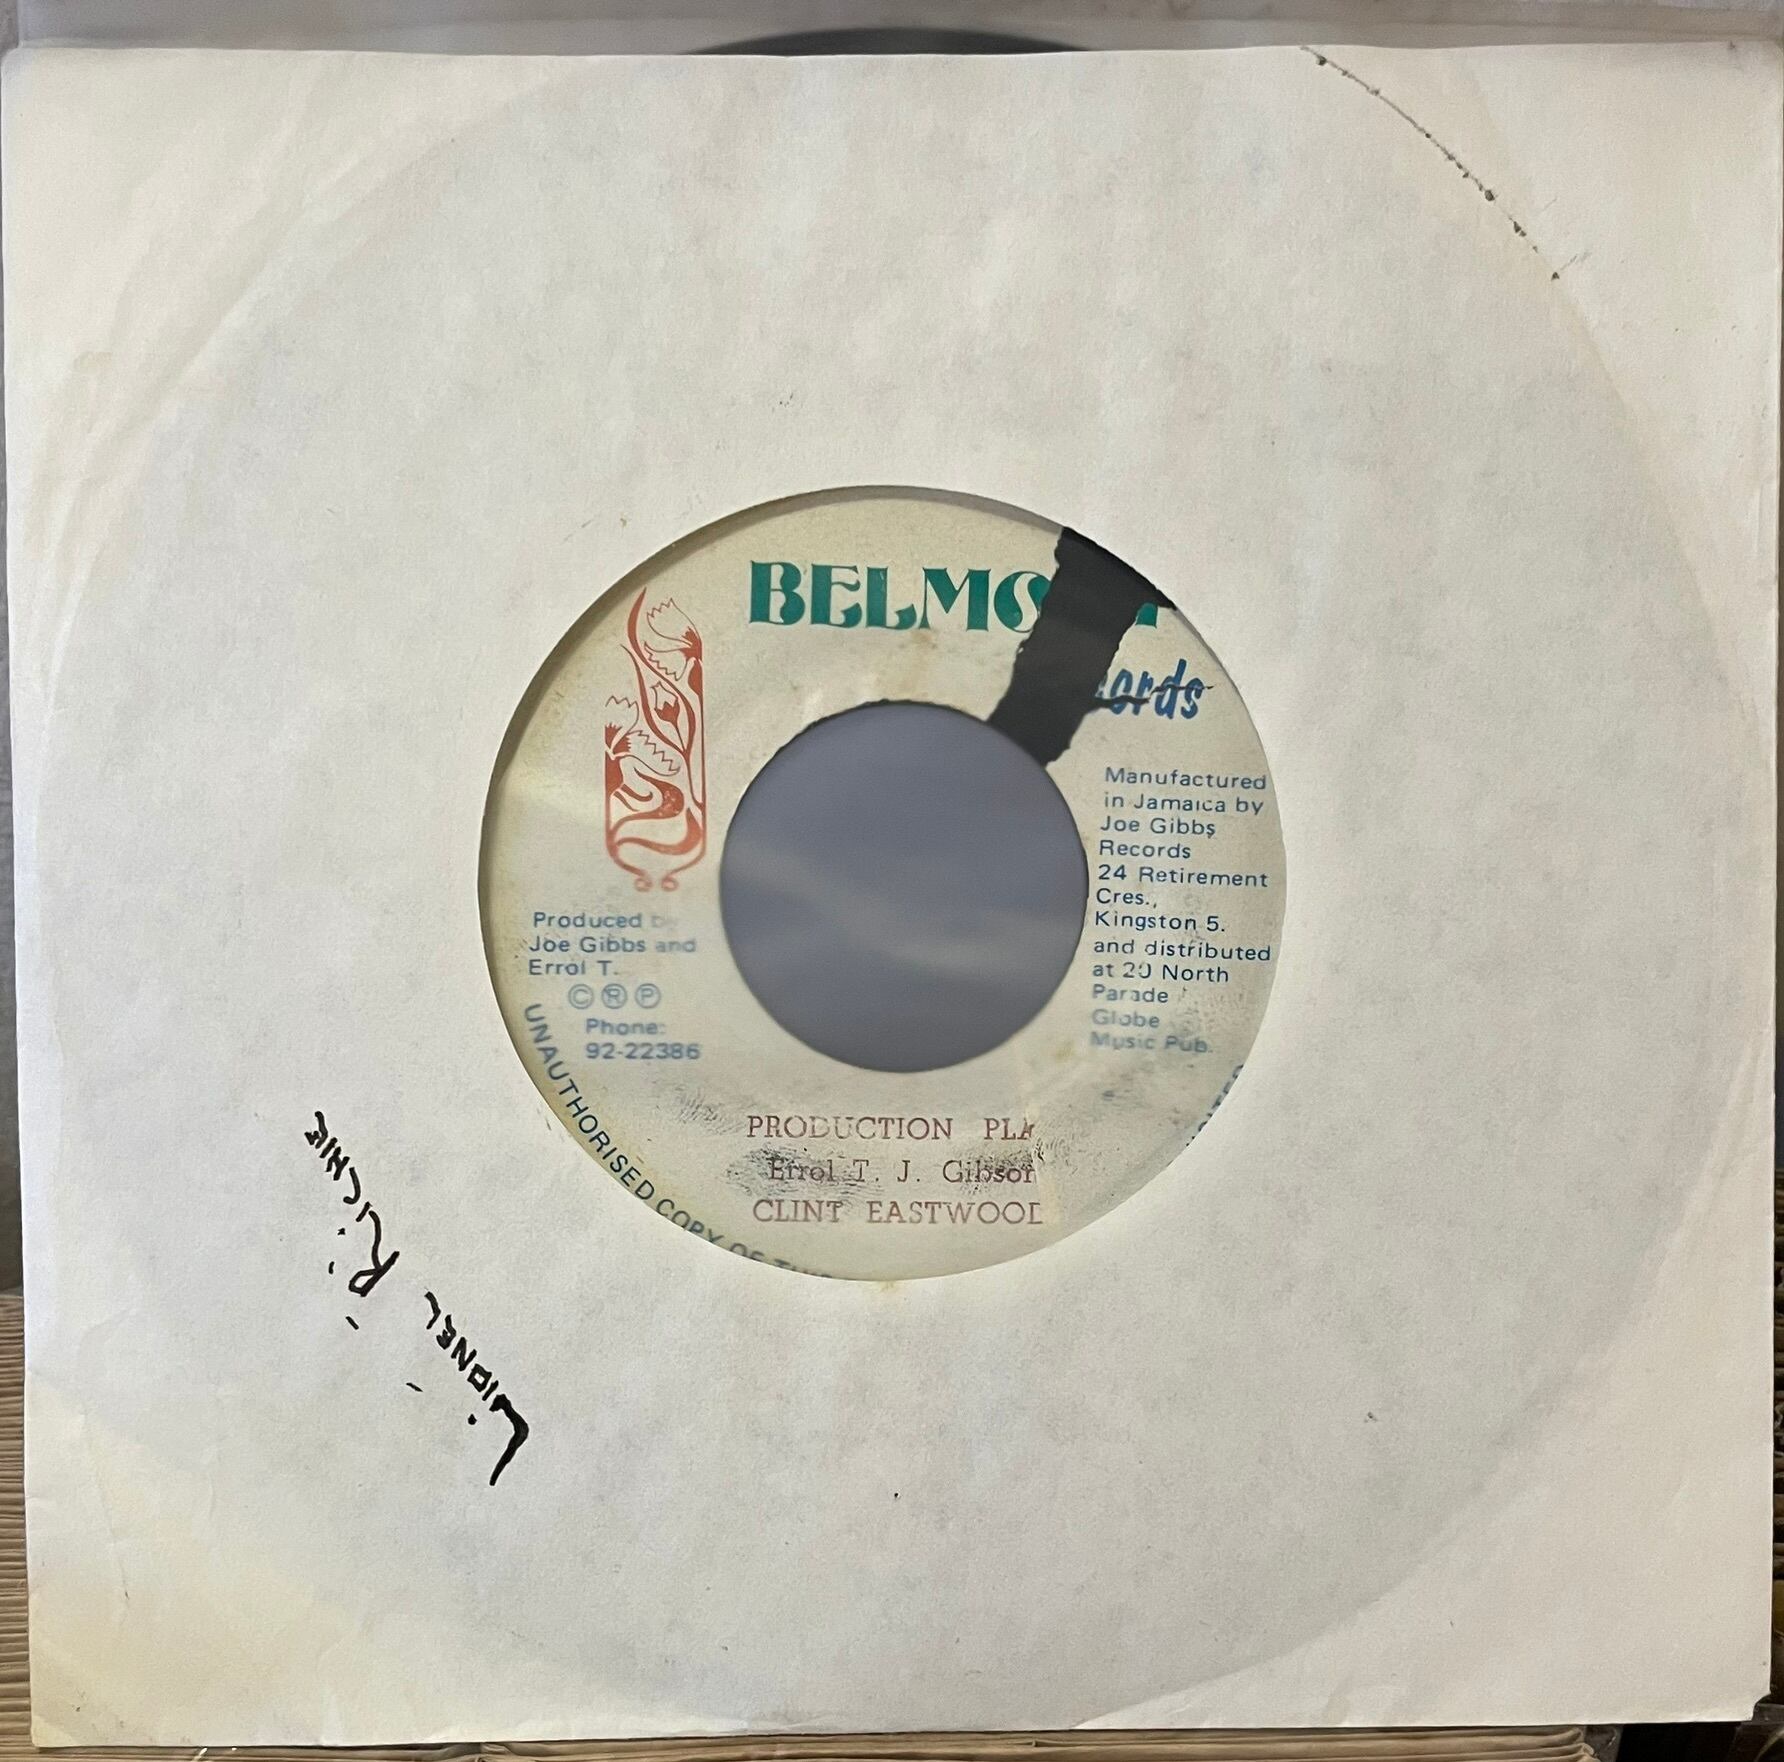 BELMO
ords
Manufactured
in Jamaica by
Joe Gibbs
Records
24 Retirement
Cres.,
Kingston 5.
and distributed
at 20 North
Parade
Globe
Music Pub.
Produced by
Joe Gibbs and
Errol T.
Ⓒ Ⓡ Ⓟ
Phone:
92-22386
UNAUTHORISED COPY OF THIS
PRODUCTION PLA
Errol T. J. Gibson
CLINT EASTWOOD
LIONEL RICHIE